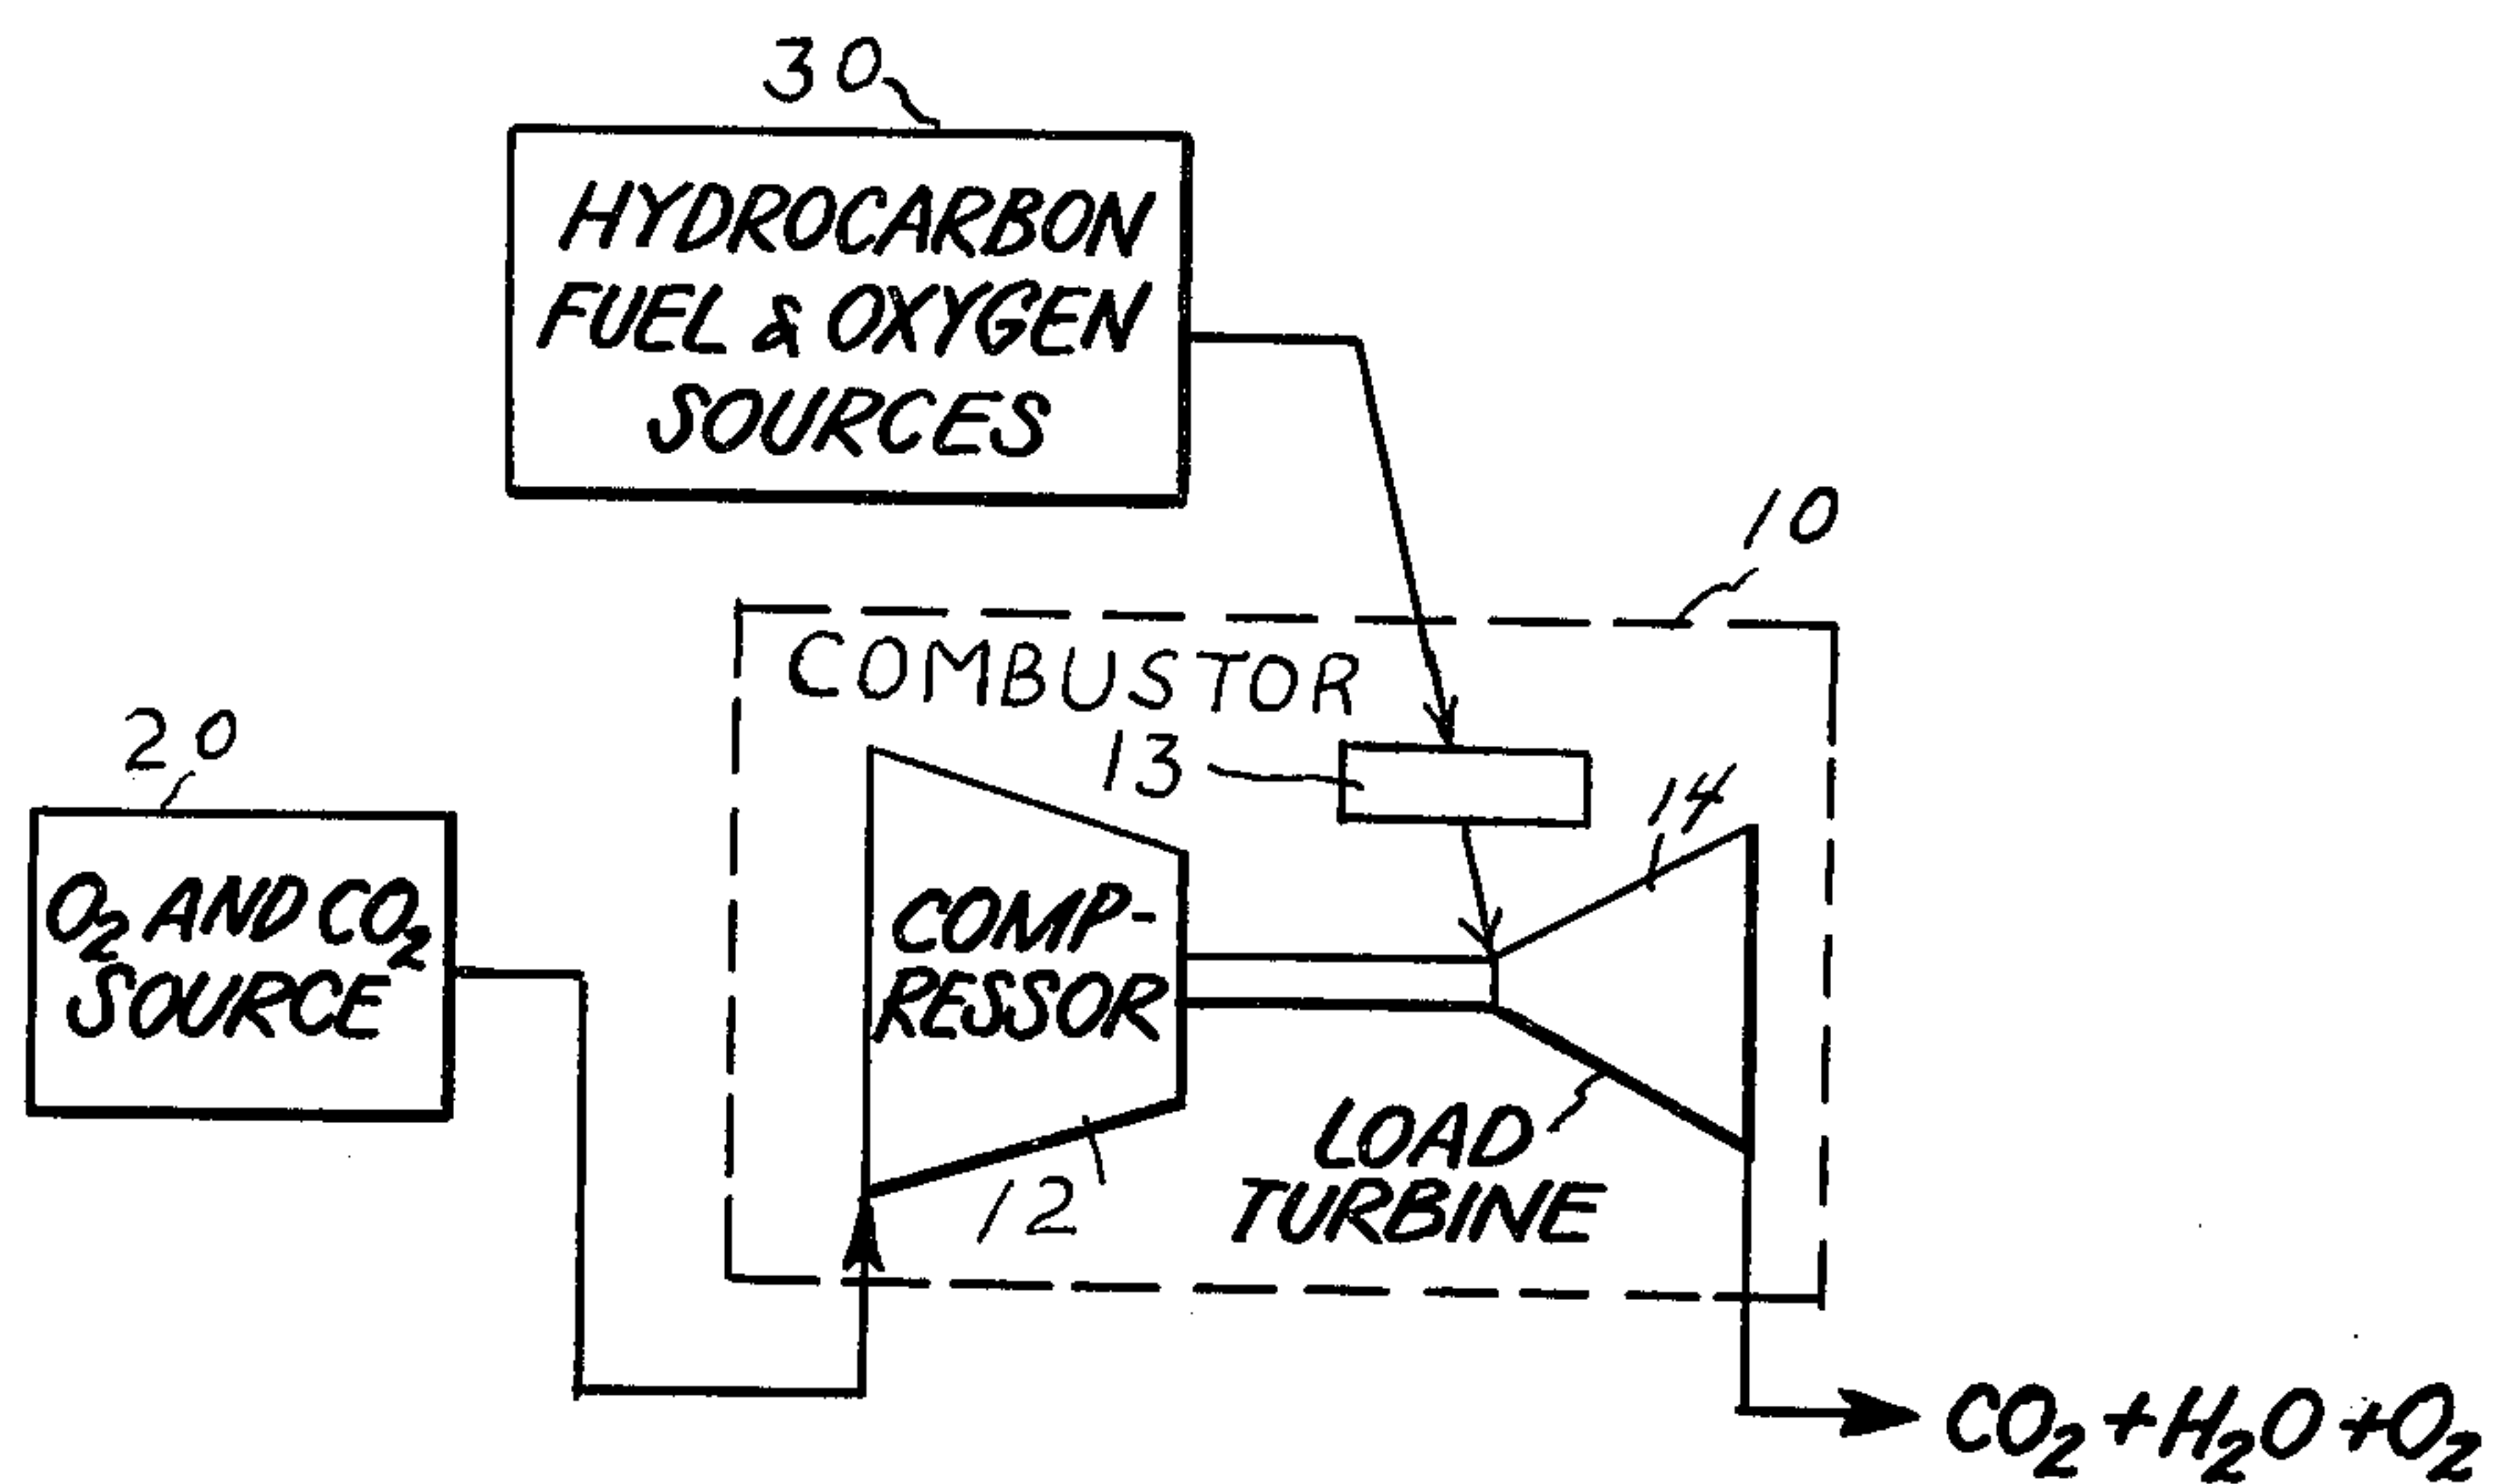 30
HYDROCARBON
FUEL & OXYGEN
SOURCES
10
COMBUSTOR
13
14
20
O₂ AND CO₂
SOURCE
COMP-
RESSOR
12
LOAD
TURBINE
CO₂ + H₂O + O₂